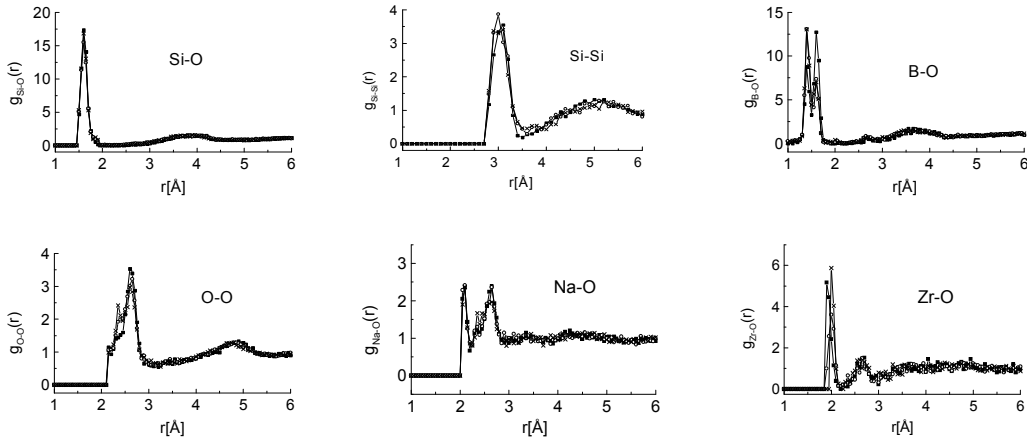 20
15
10
5
0
g_Si-O(r)
Si-O
1 2 3 4 5 6
r[Å]
4
3
2
1
0
g_Si-Si(r)
Si-Si
1 2 3 4 5 6
r[Å]
15
10
5
0
g_B-O(r)
B-O
1 2 3 4 5 6
r[Å]
4
3
2
1
0
g_O-O(r)
O-O
1 2 3 4 5 6
r[Å]
3
2
1
0
g_Na-O(r)
Na-O
1 2 3 4 5 6
r[Å]
6
4
2
0
g_Zr-O(r)
Zr-O
1 2 3 4 5 6
r[Å]